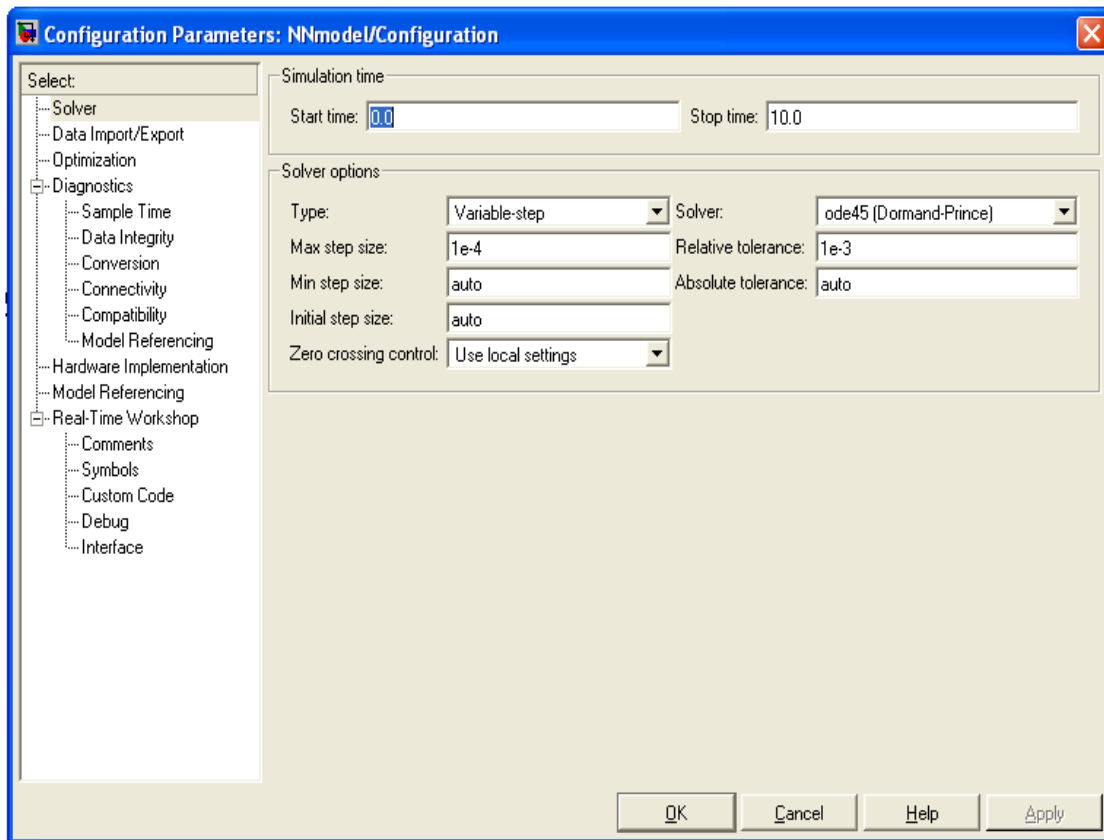 Configuration Parameters: NNmodel/Configuration
Select:
Solver
Data Import/Export
Optimization
Diagnostics
Sample Time
Data Integrity
Conversion
Connectivity
Compatibility
Model Referencing
Hardware Implementation
Model Referencing
Real-Time Workshop
Comments
Symbols
Custom Code
Debug
Interface
Simulation time
Start time: 0.0 Stop time: 10.0
Solver options
Type: Variable-step Solver: ode45 (Dormand-Prince)
Max step size: 1e-4 Relative tolerance: 1e-3
Min step size: auto Absolute tolerance: auto
Initial step size: auto
Zero crossing control: Use local settings
OK Cancel Help Apply